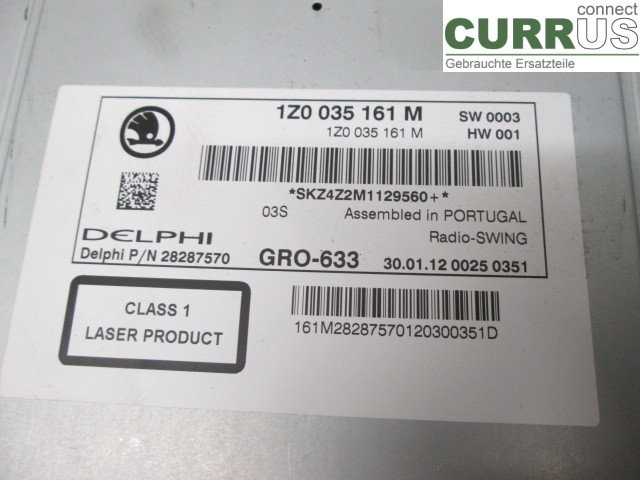 connect
CURRUS
Gebrauchte Ersatzteile
1Z0 035 161 M SW 0003
1Z0 035 161 M HW 001
*SKZ4Z2M1129560+*
03S Assembled in PORTUGAL
DELPHI Radio-SWING
Delphi P/N 28287570 GRO-633 30.01.12 0025 0351
CLASS 1
LASER PRODUCT
161M28287570120300351D